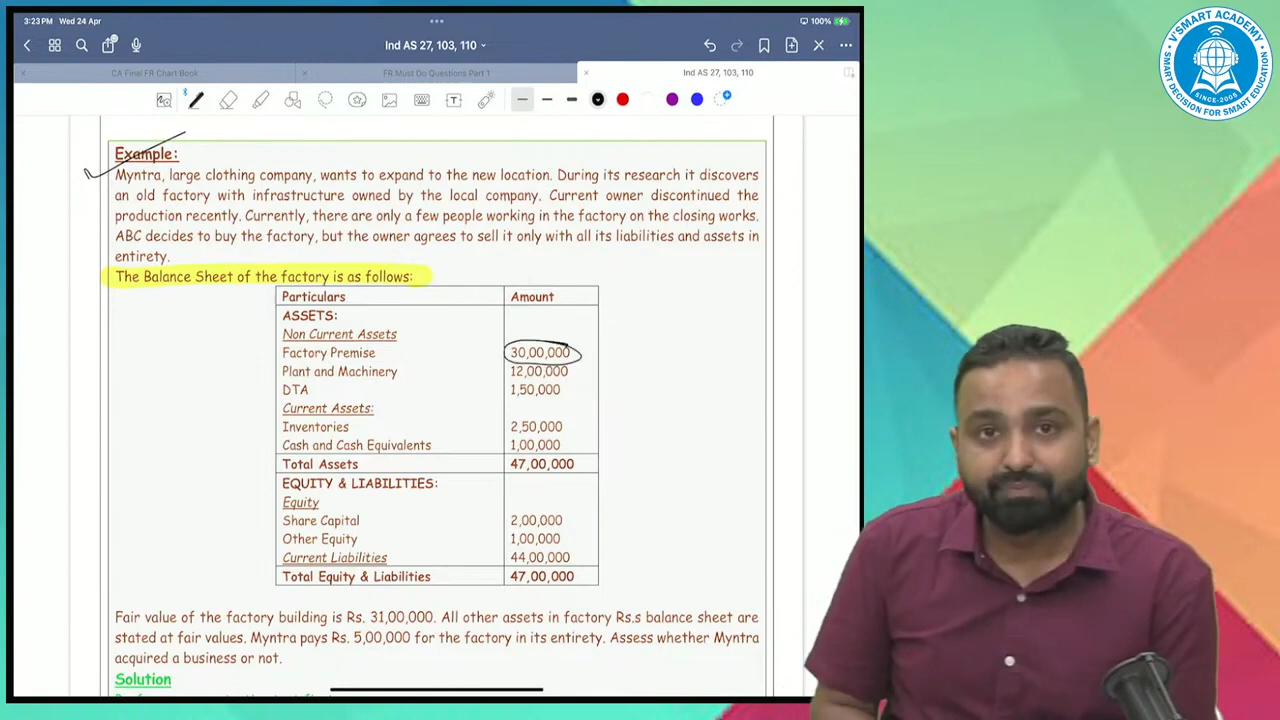 3:23 PM Wed 24 Apr
100%
Ind AS 27, 103, 110
CA Final FR Chart Book
FR Must Do Questions Part 1
Ind AS 27, 103, 110
V'SMART ACADEMY
SMART DECISION FOR SMART EDUCATION
SINCE-2005
Example:
Myntra, large clothing company, wants to expand to the new location. During its research it discovers
an old factory with infrastructure owned by the local company. Current owner discontinued the
production recently. Currently, there are only a few people working in the factory on the closing works.
ABC decides to buy the factory, but the owner agrees to sell it only with all its liabilities and assets in
entirety.
The Balance Sheet of the factory is as follows:
Particulars Amount
ASSETS:
Non Current Assets
Factory Premise 30,00,000
Plant and Machinery 12,00,000
DTA 1,50,000
Current Assets:
Inventories 2,50,000
Cash and Cash Equivalents 1,00,000
Total Assets 47,00,000
EQUITY & LIABILITIES:
Equity
Share Capital 2,00,000
Other Equity 1,00,000
Current Liabilities 44,00,000
Total Equity & Liabilities 47,00,000
Fair value of the factory building is Rs. 31,00,000. All other assets in factory Rs.s balance sheet are
stated at fair values. Myntra pays Rs. 5,00,000 for the factory in its entirety. Assess whether Myntra
acquired a business or not.
Solution